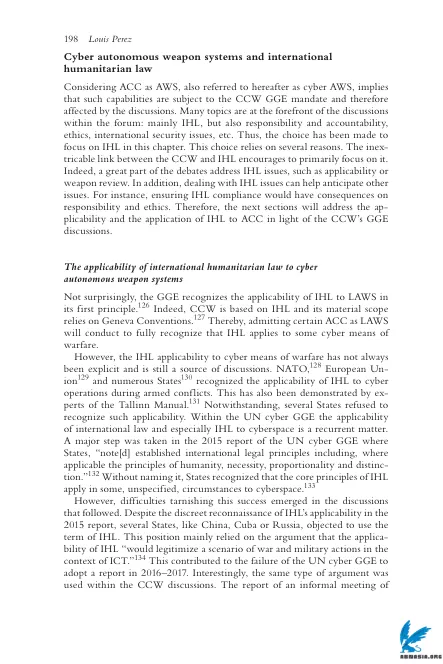 198 Louis Perez
Cyber autonomous weapon systems and international
humanitarian law
Considering ACC as AWS, also referred to hereafter as cyber AWS, implies
that such capabilities are subject to the CCW GGE mandate and therefore
affected by the discussions. Many topics are at the forefront of the discussions
within the forum: mainly IHL, but also responsibility and accountability,
ethics, international security issues, etc. Thus, the choice has been made to
focus on IHL in this chapter. This choice relies on several reasons. The inex-
tricable link between the CCW and IHL encourages to primarily focus on it.
Indeed, a great part of the debates address IHL issues, such as applicability or
weapon review. In addition, dealing with IHL issues can help anticipate other
issues. For instance, ensuring IHL compliance would have consequences on
responsibility and ethics. Therefore, the next sections will address the ap-
plicability and the application of IHL to ACC in light of the CCW's GGE
discussions.
The applicability of international humanitarian law to cyber
autonomous weapon systems
Not surprisingly, the GGE recognizes the applicability of IHL to LAWS in
its first principle.126 Indeed, CCW is based on IHL and its material scope
relies on Geneva Conventions.127 Thereby, admitting certain ACC as LAWS
will conduct to fully recognize that IHL applies to some cyber means of
warfare.
However, the IHL applicability to cyber means of warfare has not always
been explicit and is still a source of discussions. NATO,128 European Un-
ion129 and numerous States130 recognized the applicability of IHL to cyber
operations during armed conflicts. This has also been demonstrated by ex-
perts of the Tallinn Manual.131 Notwithstanding, several States refused to
recognize such applicability. Within the UN cyber GGE the applicability
of international law and especially IHL to cyberspace is a recurrent matter.
A major step was taken in the 2015 report of the UN cyber GGE where
States, "note[d] established international legal principles including, where
applicable the principles of humanity, necessity, proportionality and distinc-
tion."132 Without naming it, States recognized that the core principles of IHL
apply in some, unspecified, circumstances to cyberspace.133
However, difficulties tarnishing this success emerged in the discussions
that followed. Despite the discreet reconnaissance of IHL's applicability in the
2015 report, several States, like China, Cuba or Russia, objected to use the
term of IHL. This position mainly relied on the argument that the applica-
bility of IHL "would legitimize a scenario of war and military actions in the
context of ICT."134 This contributed to the failure of the UN cyber GGE to
adopt a report in 2016–2017. Interestingly, the same type of argument was
used within the CCW discussions. The report of an informal meeting of